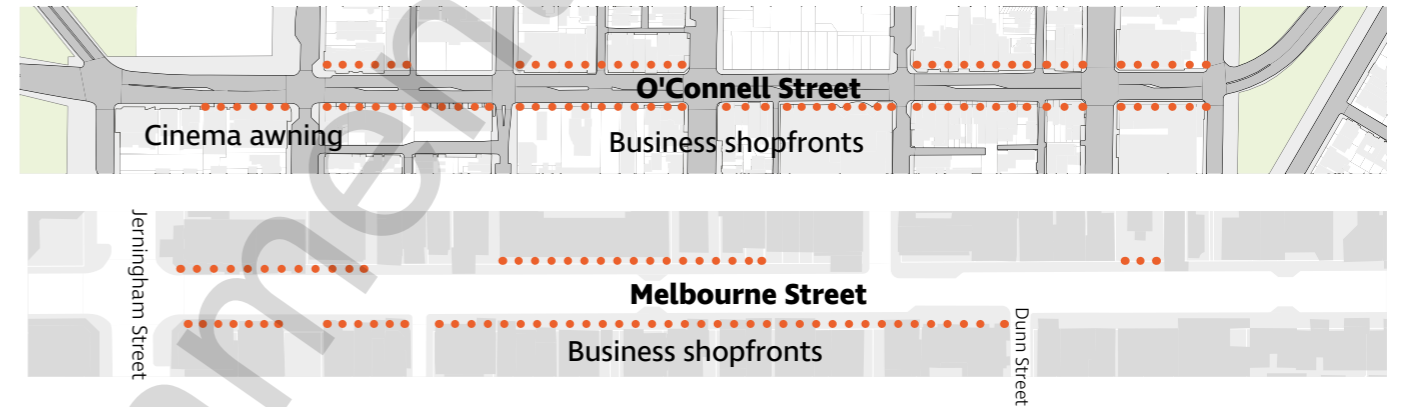 O'Connell Street
Cinema awning
Business shopfronts
Jerningham Street
Melbourne Street
Business shopfronts
Dunn Street